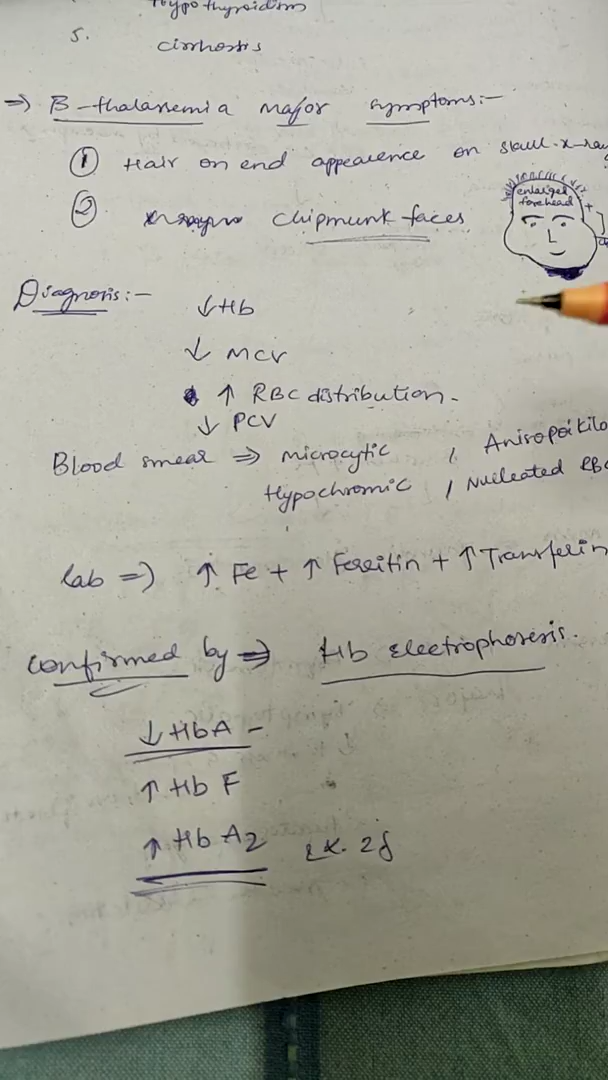 Hypothyroidism
5. cirrhosis
=> B-thalassemia major symptoms:-
① Hair on end appearence on skull x-ray
② chipmunk faces
enlarged
forehead
+
Diagnosis:-
↓ Hb
↓ MCV
↑ RBC distribution -
↓ PCV
Blood smear => microcytic , Anisopoikilo
Hypochromic , Nucleated RBC
lab => ↑ Fe + ↑ Ferritin + ↑ Transferin
confirmed by => Hb electrophoresis.
↓ HbA -
↑ Hb F
↑ Hb A2